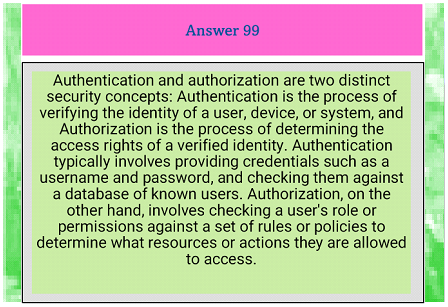 Answer 99
Authentication and authorization are two distinct
security concepts: Authentication is the process of
verifying the identity of a user, device, or system, and
Authorization is the process of determining the
access rights of a verified identity. Authentication
typically involves providing credentials such as a
username and password, and checking them against
a database of known users. Authorization, on the
other hand, involves checking a user's role or
permissions against a set of rules or policies to
determine what resources or actions they are allowed
to access.